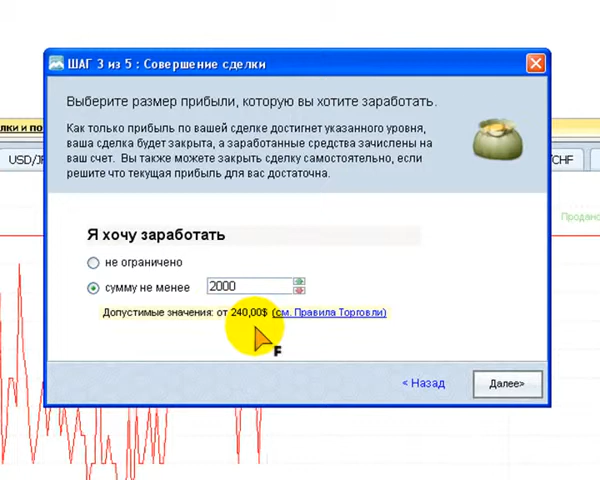 ШАГ 3 из 5 : Совершение сделки
Выберите размер прибыли, которую вы хотите заработать.
Как только прибыль по вашей сделке достигнет указанного уровня,
ваша сделка будет закрыта, а заработанные средства зачислены на
ваш счет. Вы также можете закрыть сделку самостоятельно, если
решите что текущая прибыль для вас достаточна.
лки и по
USD/J
/CHF
Продано
Я хочу заработать
не ограничено
сумму не менее 2000
Допустимые значения: от 240,00$ (см. Правила Торговли)
F
< Назад Далее>